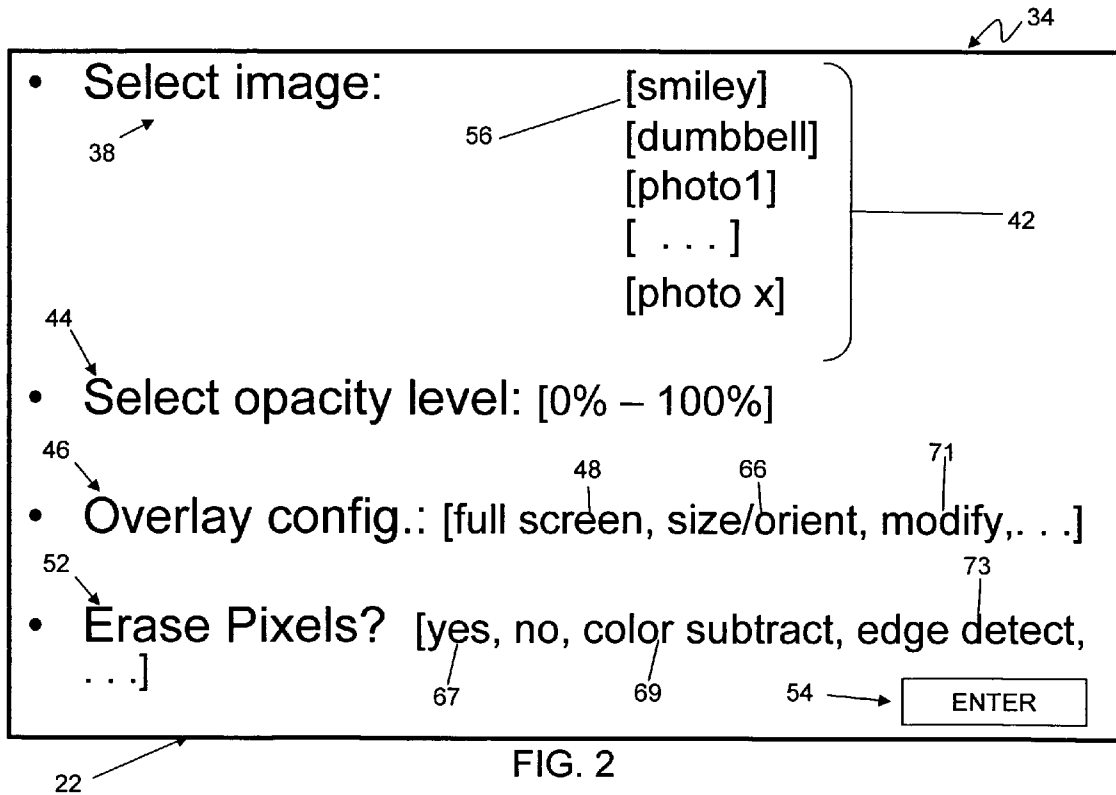 34
• Select image: [smiley]
38
56
[dumbbell]
[photo1]
[ . . . ]
42
[photo x]
44
• Select opacity level: [0% – 100%]
46
48
66
71
• Overlay config.: [full screen, size/orient, modify,. . .]
52
73
• Erase Pixels? [yes, no, color subtract, edge detect,
. . .]
67
69
54
ENTER
FIG. 2
22